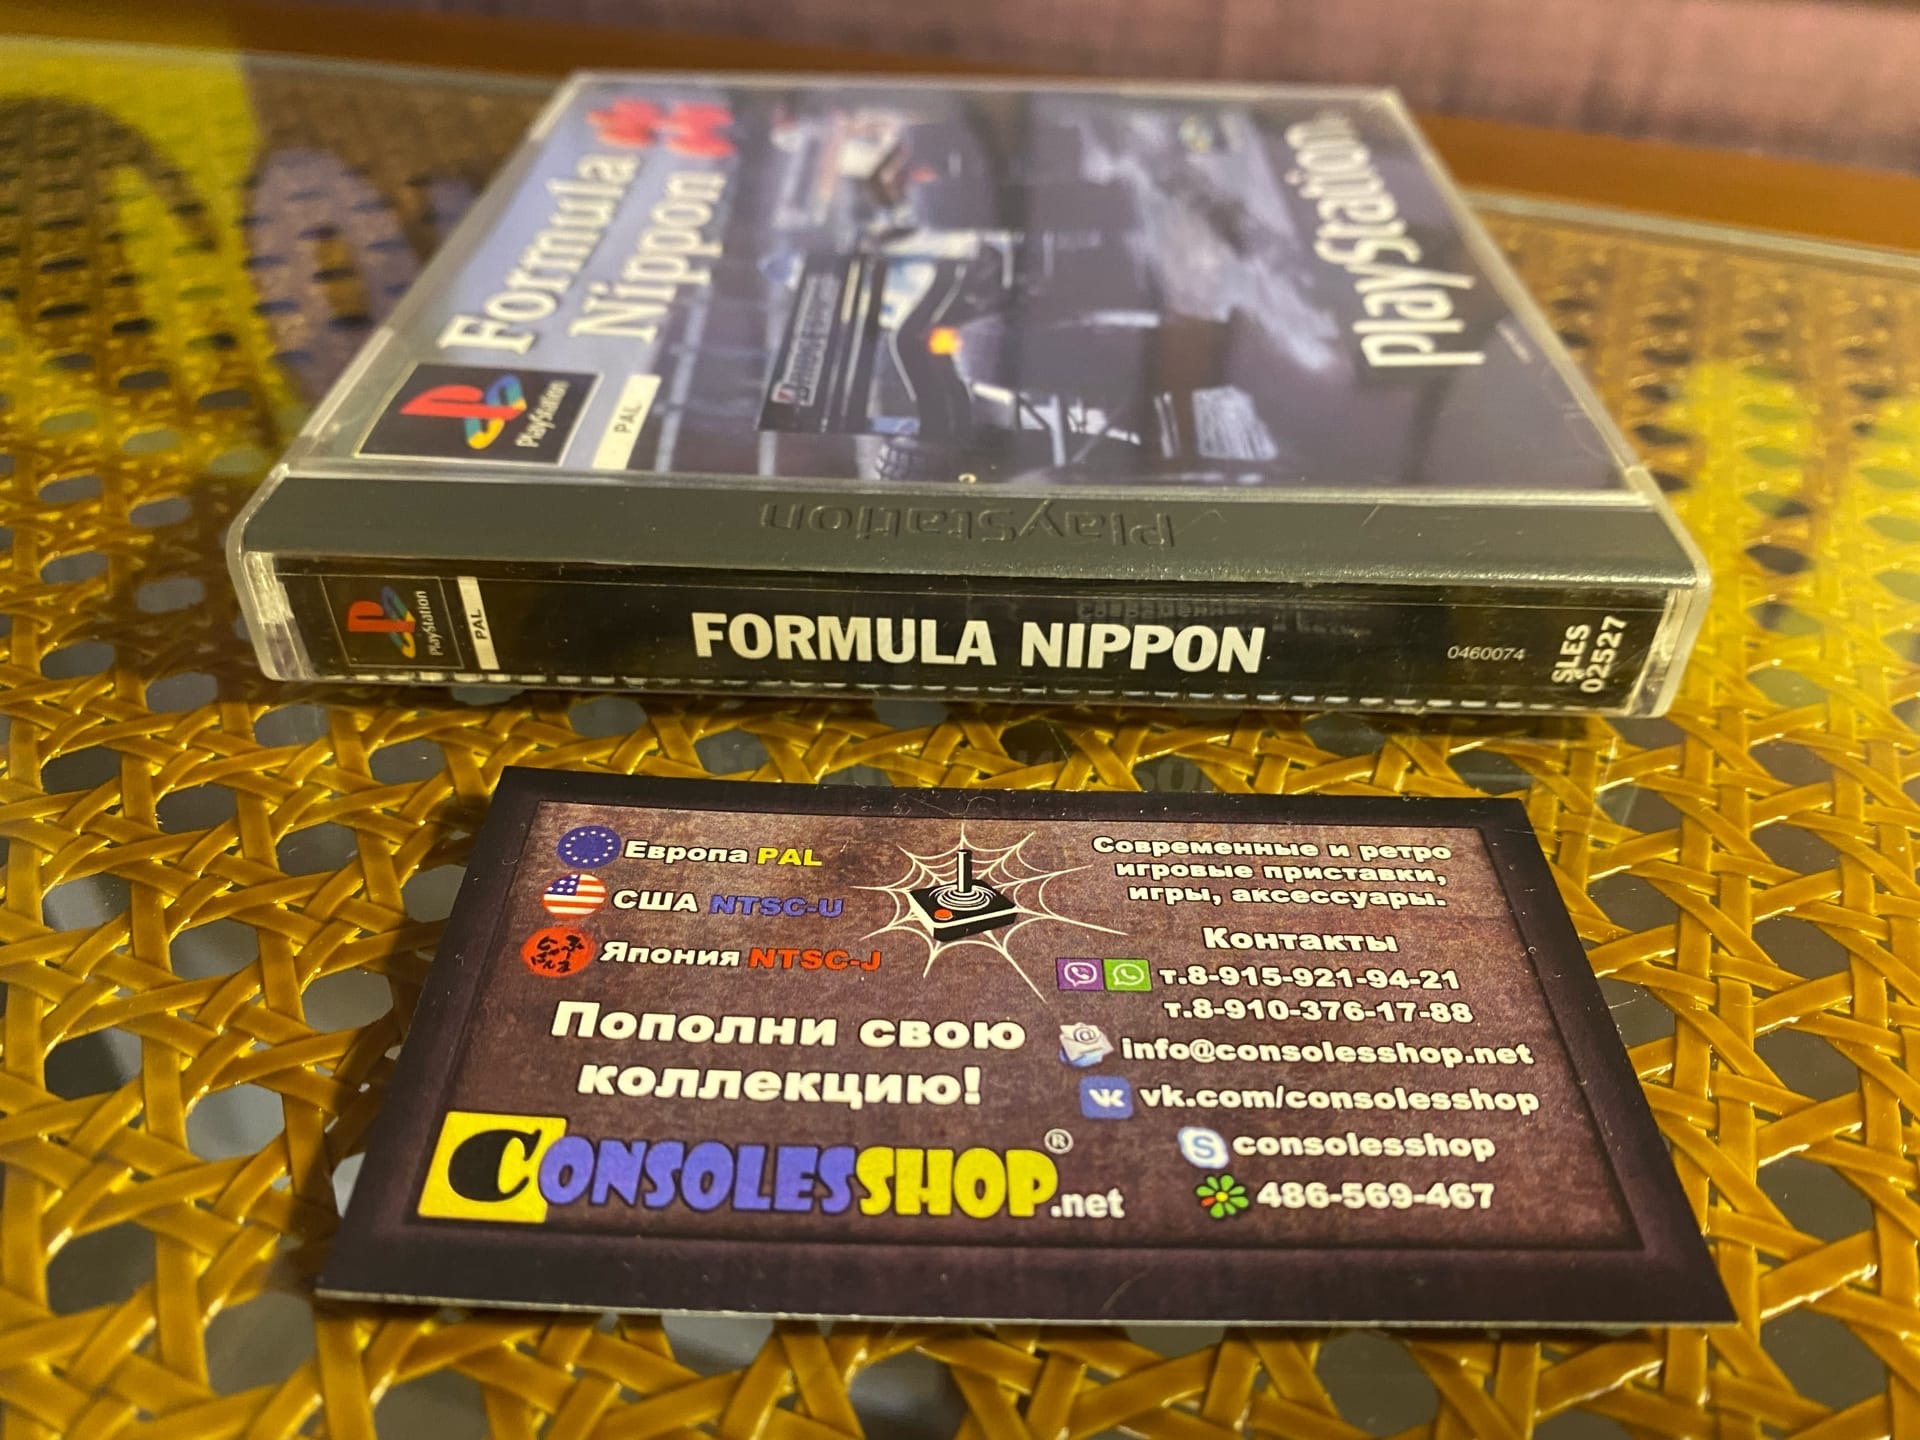 Formula
Nippon
PlayStation
PAL
PlayStation
BRIDGESTONE
PlayStation
PlayStation
PAL
FORMULA NIPPON
0460074
SLES
02527
Европа PAL
США NTSC-U
Япония NTSC-J
Пополни свою
коллекцию!
CONSOLESSHOP®.net
Современные и ретро
игровые приставки,
игры, аксессуары.
Контакты
т.8-915-921-94-21
т.8-910-376-17-88
info@consolesshop.net
vk.com/consolesshop
consolesshop
486-569-467